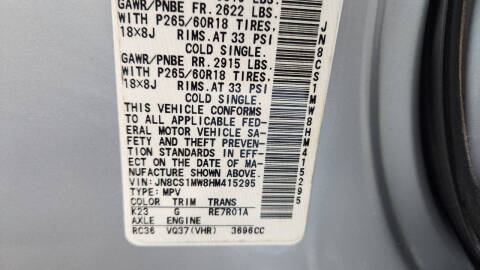 GAWR/PNBE FR. 2622 LBS.
WITH P265/60R18 TIRES,
18x8J RIMS.AT 33 PSI
COLD SINGLE.
GAWR/PNBE RR. 2915 LBS.
WITH P265/60R18 TIRES,
18x8J RIMS.AT 33 PSI
COLD SINGLE.
THIS VEHICLE CONFORMS
TO ALL APPLICABLE FED-
ERAL MOTOR VEHICLE SA-
FETY AND THEFT PREVEN-
TION STANDARDS IN EFF-
ECT ON THE DATE OF MA-
NUFACTURE SHOWN ABOVE.
VIN:JN8CS1MW8HM415295
TYPE: MPV
COLOR TRIM TRANS
K23 G RE7R01A
AXLE ENGINE
RC36 VQ37(VHR) 3696CC
JN8CS1MW8HM415295